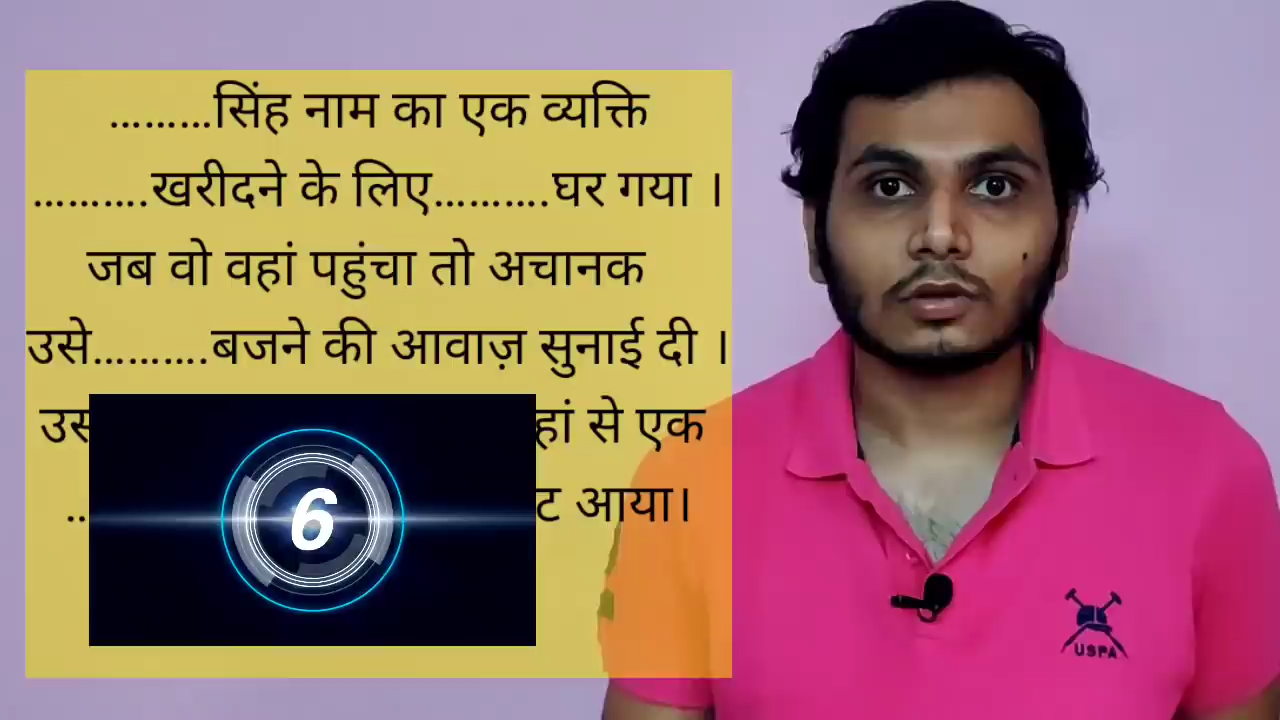 .........सिंह नाम का एक व्यक्ति
..........खरीदने के लिए..........घर गया ।
जब वो वहां पहुंचा तो अचानक
उसे..........बजने की आवाज़ सुनाई दी ।
से एक
आया।
6
USPA